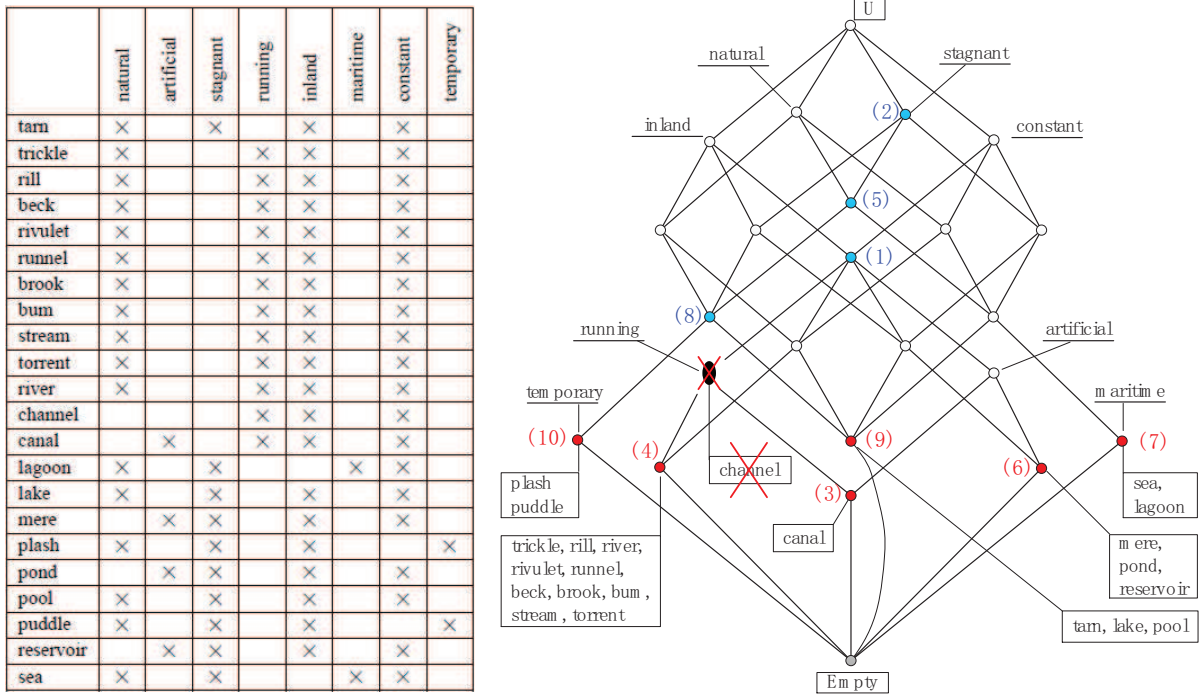 natural artificial stagnant running inland maritime constant temporary
tarn × × × ×
trickle × × × ×
rill × × × ×
beck × × × ×
rivulet × × × ×
runnel × × × ×
brook × × × ×
bum × × × ×
stream × × × ×
torrent × × × ×
river × × × ×
channel × × ×
canal × × × ×
lagoon × × × ×
lake × × × ×
mere × × × ×
plash × × × ×
pond × × × ×
pool × × × ×
puddle × × × ×
reservoir × × × ×
sea × × × ×
U
natural
stagnant
(2)
inland
constant
(5)
(1)
(8)
running
artificial
temporary
maritime
(10)
(4)
(9)
(7)
channel
(6)
(3)
plash
puddle
sea,
lagoon
canal
trickle, rill, river,
rivulet, runnel,
beck, brook, bum,
stream, torrent
mere,
pond,
reservoir
tarn, lake, pool
Empty